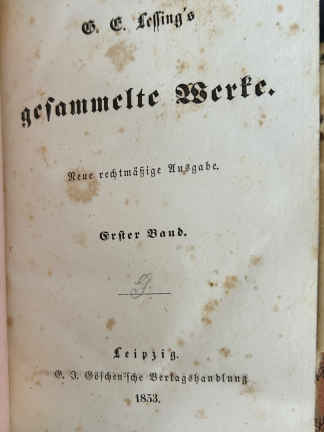 G. E. Lessing's
gesammelte Werke.
Neue rechtmäßige Ausgabe.
Erster Band.
Leipzig.
G. J. Göschen'sche Verlagshandlung
1853.